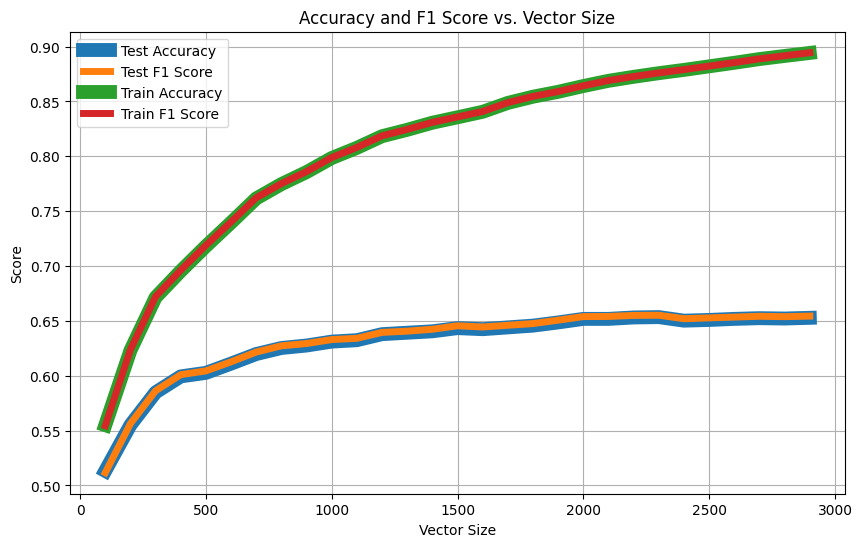 Accuracy and F1 Score vs. Vector Size
Test Accuracy
Test F1 Score
Train Accuracy
Train F1 Score
0.90
0.85
0.80
0.75
0.70
0.65
0.60
0.55
0.50
Score
0 500 1000 1500 2000 2500 3000
Vector Size